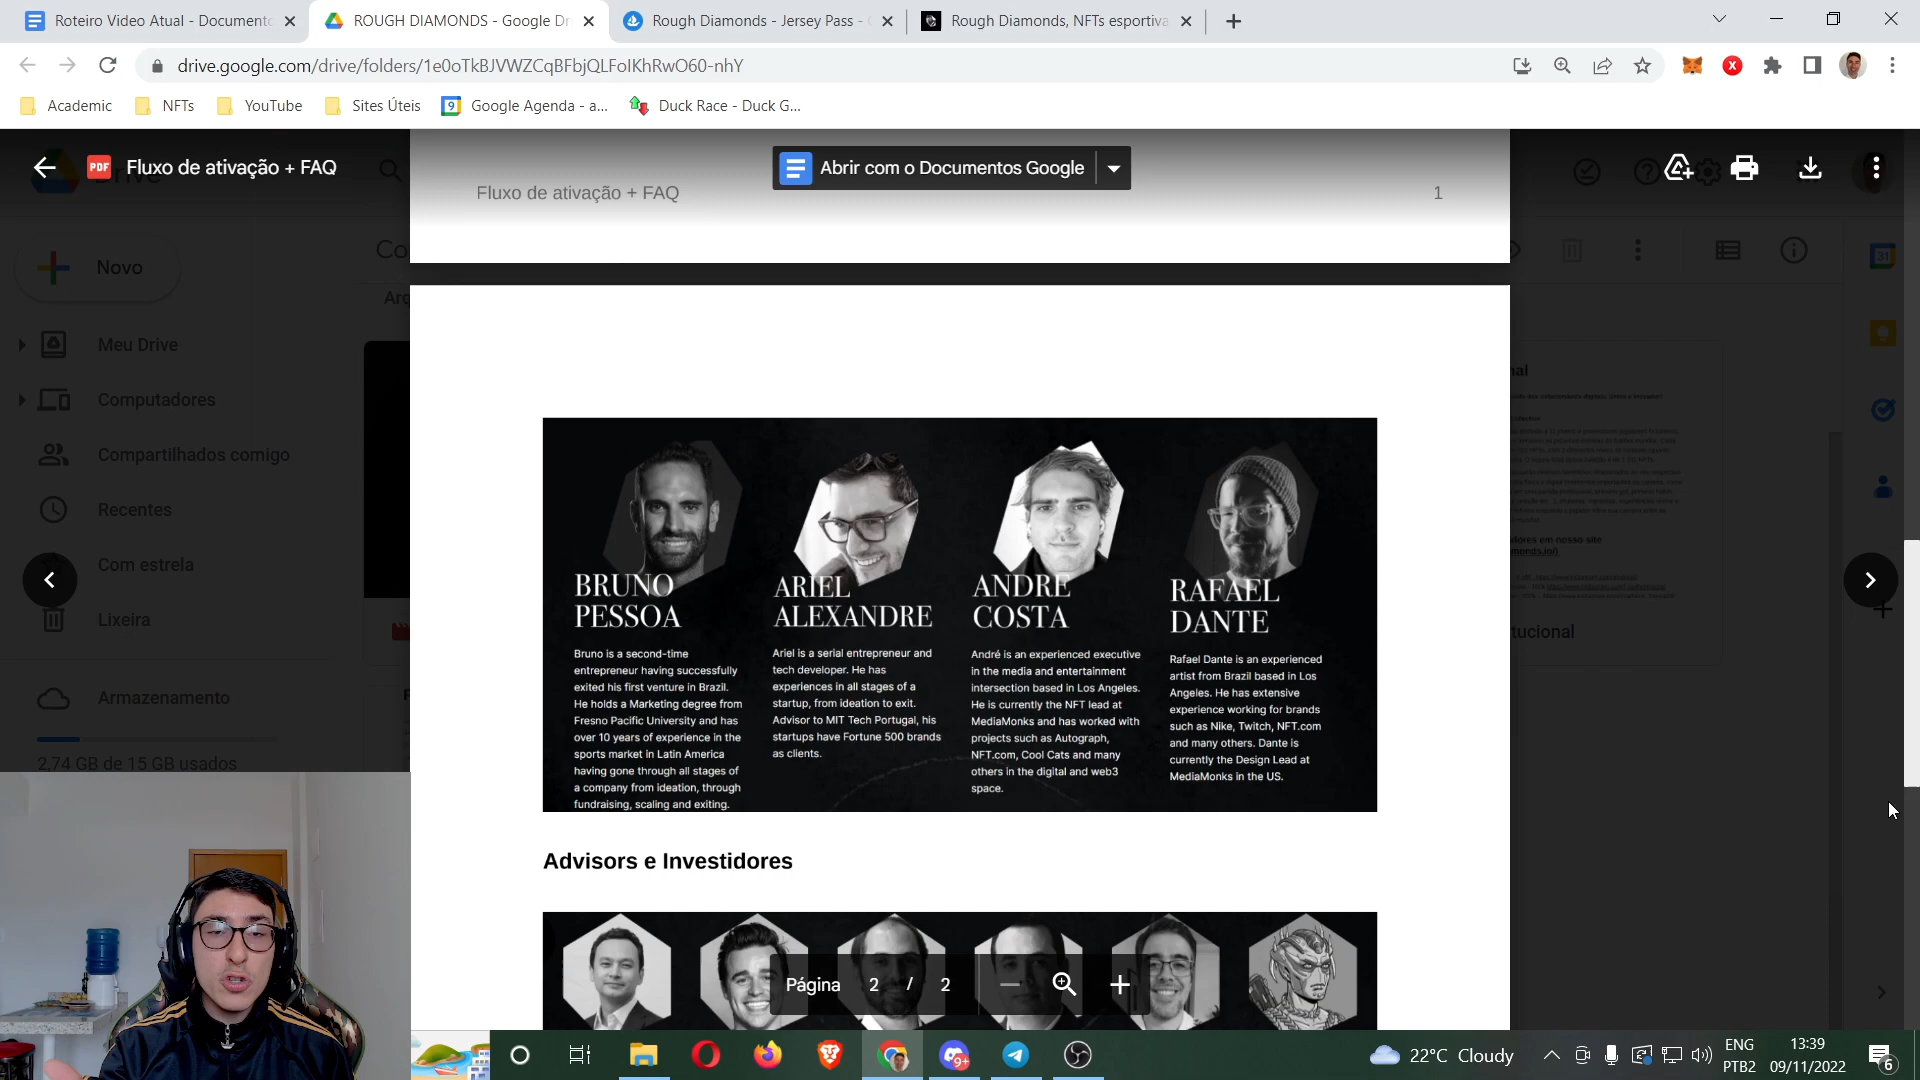 Roteiro Video Atual - Documento
ROUGH DIAMONDS - Google Dr
Rough Diamonds - Jersey Pass -
Rough Diamonds, NFTs esportiva
drive.google.com/drive/folders/1e0oTkBJVWZCqBFbjQLFoIKhRwO60-nhY
Academic
NFTs
YouTube
Sites Úteis
9
Google Agenda - a...
Duck Race - Duck G...
PDF
Fluxo de ativação + FAQ
Abrir com o Documentos Google
Fluxo de ativação + FAQ
1
Novo
Co
31
Arq
Meu Drive
Computadores
Compartilhados comigo
Recentes
Com estrela
Lixeira
Armazenamento
2,74 GB de 15 GB usados
tucional
BRUNO
PESSOA
Bruno is a second-time
entrepreneur having successfully
exited his first venture in Brazil.
He holds a Marketing degree from
Fresno Pacific University and has
over 10 years of experience in the
sports market in Latin America
having gone through all stages of
a company from ideation, through
fundraising, scaling and exiting.
ARIEL
ALEXANDRE
Ariel is a serial entrepreneur and
tech developer. He has
experiences in all stages of a
startup, from ideation to exit.
Advisor to MIT Tech Portugal, his
startups have Fortune 500 brands
as clients.
ANDRE
COSTA
André is an experienced executive
in the media and entertainment
intersection based in Los Angeles.
He is currently the NFT lead at
MediaMonks and has worked with
projects such as Autograph,
NFT.com, Cool Cats and many
others in the digital and web3
space.
RAFAEL
DANTE
Rafael Dante is an experienced
artist from Brazil based in Los
Angeles. He has extensive
experience working for brands
such as Nike, Twitch, NFT.com
and many others. Dante is
currently the Design Lead at
MediaMonks in the US.
Advisors e Investidores
Página 2 / 2
9+
22°C Cloudy
ENG
PTB2
13:39
09/11/2022
6